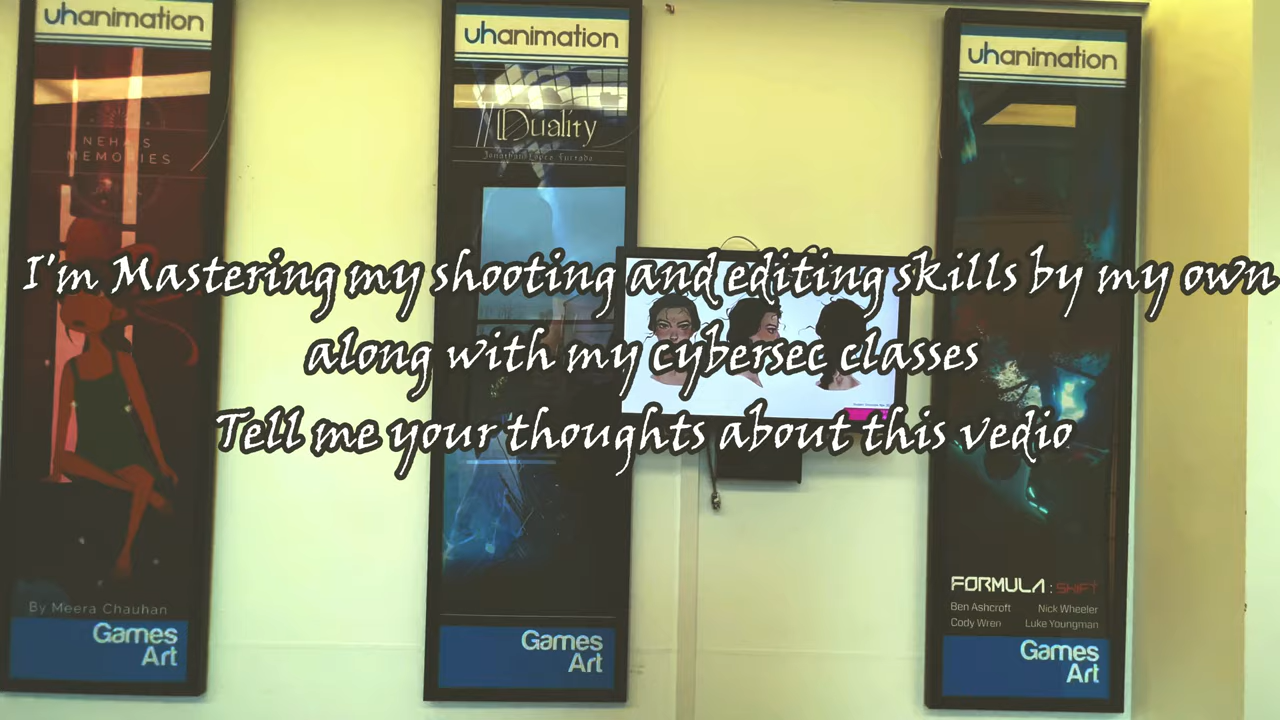 uhanimation
NEHA'S
MEMORIES
By Meera Chauhan
Games
Art
uhanimation
Duality
Games
Art
uhanimation
FORMULA : SHIFT
Ben Ashcroft Nick Wheeler
Cody Wren Luke Youngman
Games
Art
I'm Mastering my shooting and editing skills by my own
along with my cybersec classes
Tell me your thoughts about this vedio